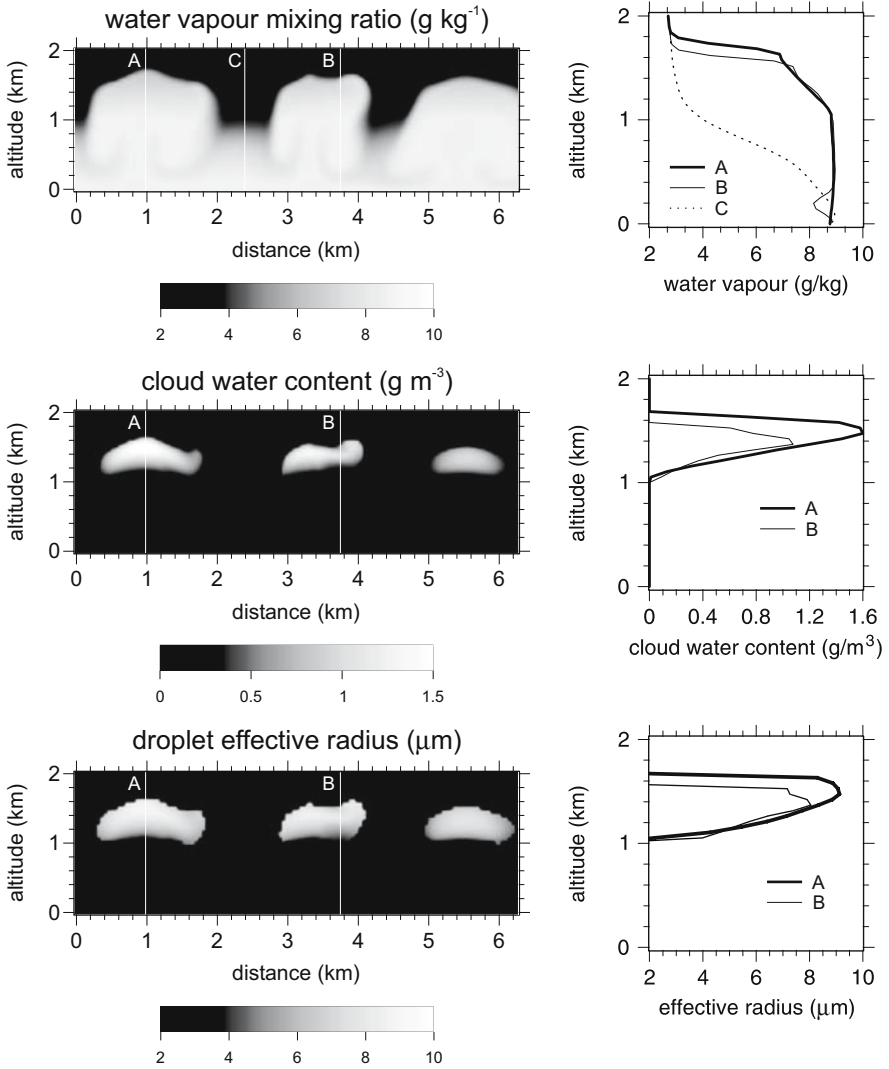 water vapour mixing ratio (g kg⁻¹)
A
C
B
altitude (km)
2
1
0
0 1 2 3 4 5 6
distance (km)
2 4 6 8 10
altitude (km)
2
1
0
A
B
C
2 4 6 8 10
water vapour (g/kg)
cloud water content (g m⁻³)
A
B
altitude (km)
2
1
0
0 1 2 3 4 5 6
distance (km)
0 0.5 1 1.5
altitude (km)
2
1
0
A
B
0 0.4 0.8 1.2 1.6
cloud water content (g/m³)
droplet effective radius (μm)
A
B
altitude (km)
2
1
0
0 1 2 3 4 5 6
distance (km)
2 4 6 8 10
altitude (km)
2
1
0
A
B
2 4 6 8 10
effective radius (μm)